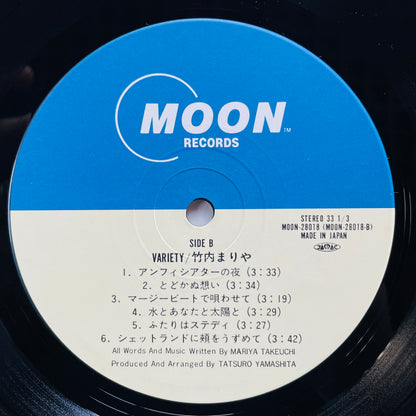 MOON
TM
RECORDS
STEREO 33 1/3
MOON-28018 (MOON-28018-B)
MADE IN JAPAN
SIDE B
VARIETY/竹内まりや
1. アンフィシアターの夜 (3:33)
2. とどかぬ想い (3:34)
3. マージービートで唄わせて (3:19)
4. 水とあなたと太陽と (3:29)
5. ふたりはステディ (3:27)
6. シェットランドに頬をうずめて (3:42)
All Words And Music Written By MARIYA TAKEUCHI
Produced And Arranged By TATSURO YAMASHITA